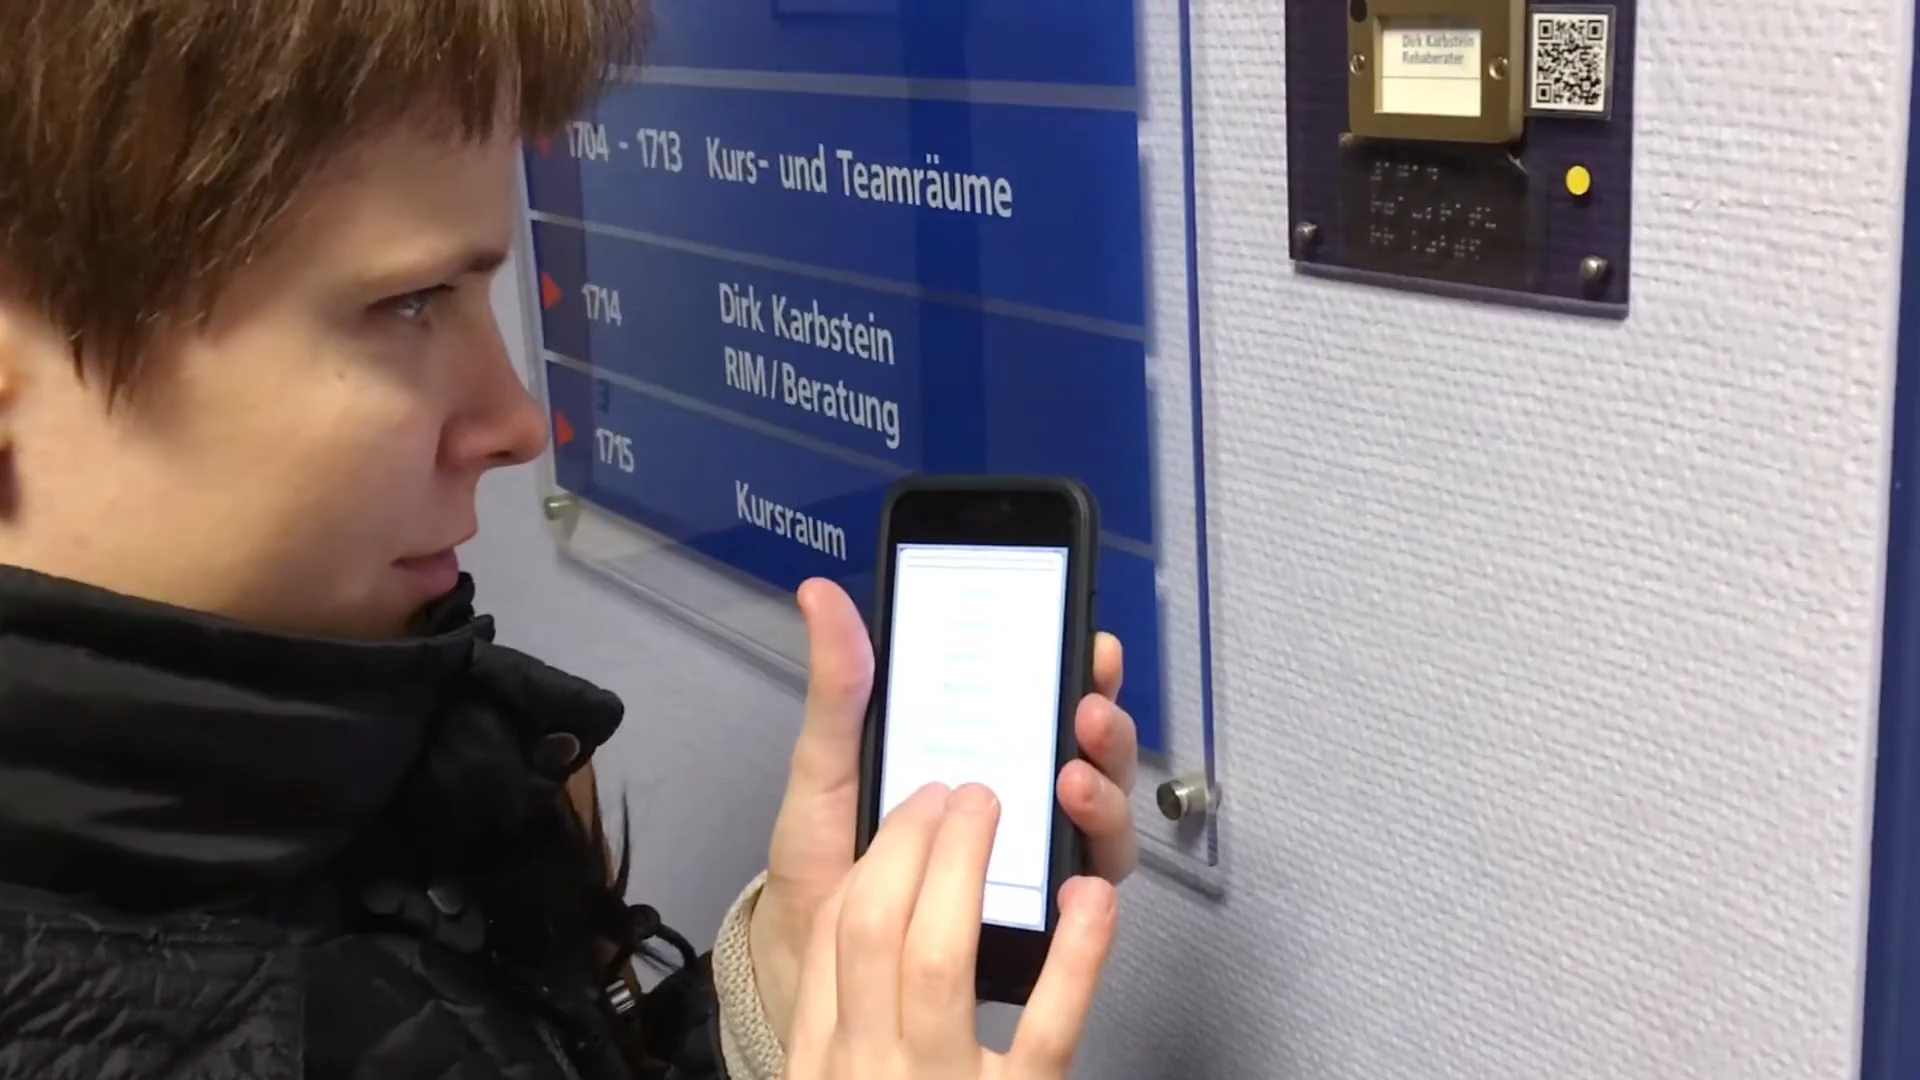 1704 - 1713 Kurs- und Teamräume
1714 Dirk Karbstein
RIM/Beratung
1715
Kursraum
Dirk Karbstein
Rehaberater